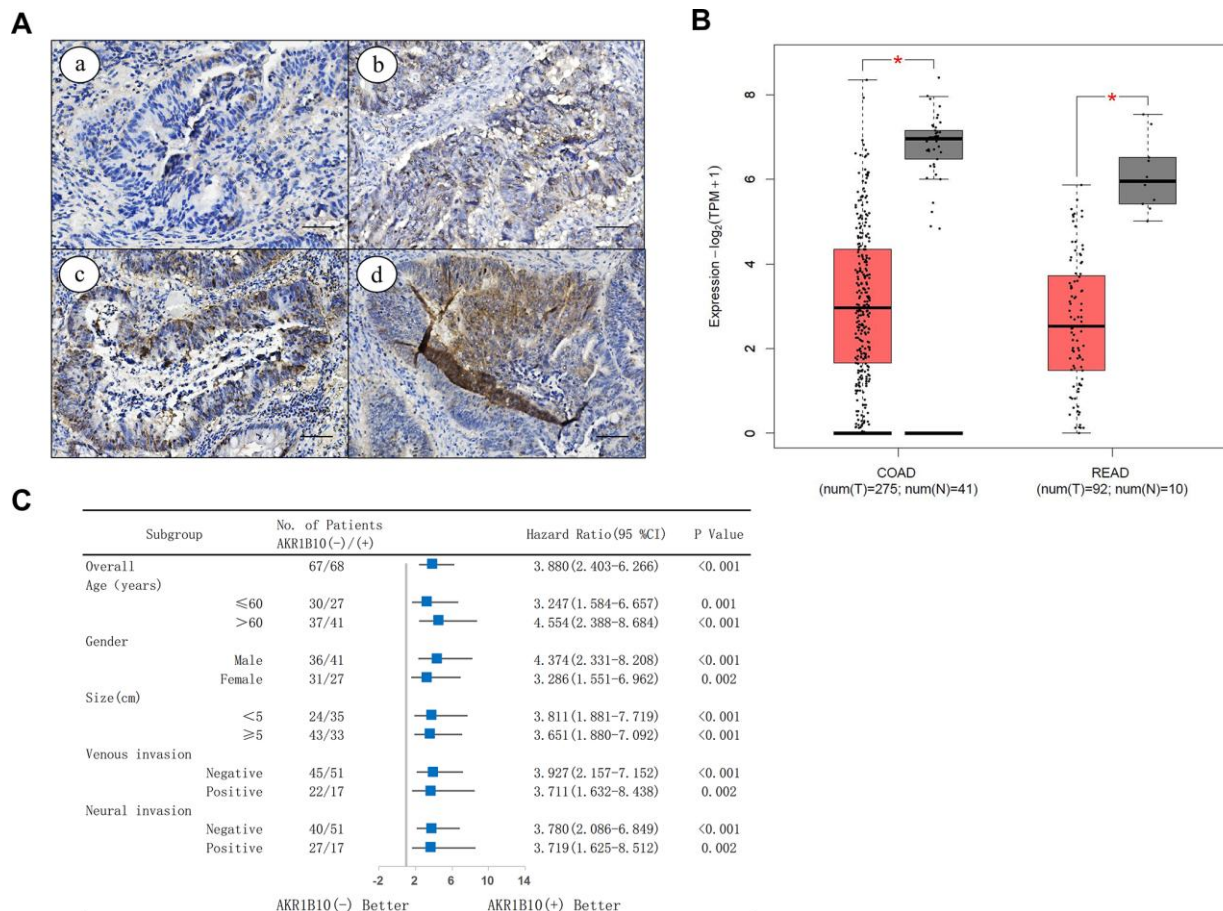 A
a
b
c
d
B
Expression − log2(TPM + 1)
8
6
4
2
0
*
*
COAD
(num(T)=275; num(N)=41)
READ
(num(T)=92; num(N)=10)
C
Subgroup No. of Patients AKR1B10(-)/(+) Hazard Ratio(95 %CI) P Value
Overall 67/68 3.880(2.403-6.266) <0.001
Age (years)
≤60 30/27 3.247(1.584-6.657) 0.001
>60 37/41 4.554(2.388-8.684) <0.001
Gender
Male 36/41 4.374(2.331-8.208) <0.001
Female 31/27 3.286(1.551-6.962) 0.002
Size(cm)
<5 24/35 3.811(1.881-7.719) <0.001
≥5 43/33 3.651(1.880-7.092) <0.001
Venous invasion
Negative 45/51 3.927(2.157-7.152) <0.001
Positive 22/17 3.711(1.632-8.438) 0.002
Neural invasion
Negative 40/51 3.780(2.086-6.849) <0.001
Positive 27/17 3.719(1.625-8.512) 0.002
-2 2 6 10 14
AKR1B10(-) Better AKR1B10(+) Better